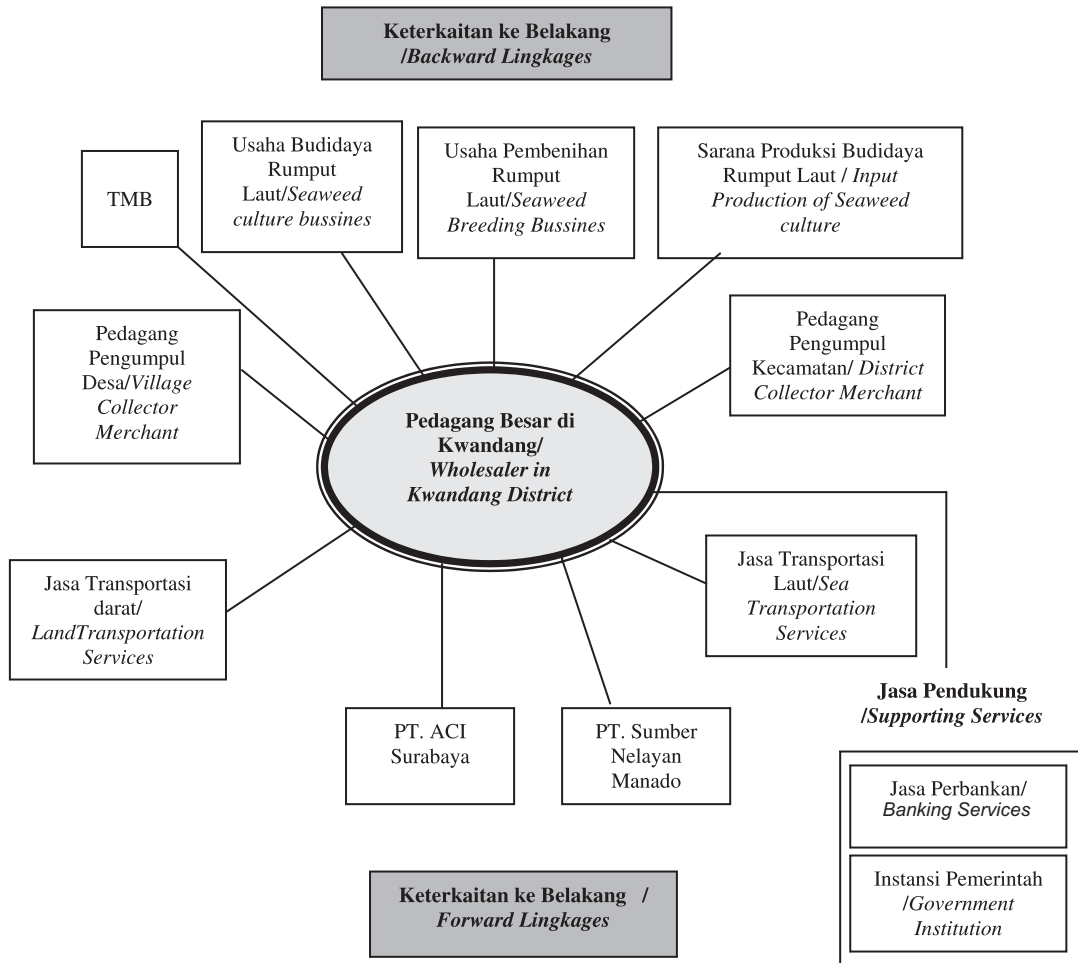 Keterkaitan ke Belakang
/Backward Lingkages
TMB
Usaha Budidaya
Rumput
Laut/Seaweed
culture bussines
Usaha Pembenihan
Rumput
Laut/Seaweed
Breeding Bussines
Sarana Produksi Budidaya
Rumput Laut / Input
Production of Seaweed
culture
Pedagang
Pengumpul
Desa/Village
Collector
Merchant
Pedagang
Pengumpul
Kecamatan/ District
Collector Merchant
Pedagang Besar di
Kwandang/
Wholesaler in
Kwandang District
Jasa Transportasi
darat/
LandTransportation
Services
Jasa Transportasi
Laut/Sea
Transportation
Services
PT. ACI
Surabaya
PT. Sumber
Nelayan
Manado
Jasa Pendukung
/Supporting Services
Jasa Perbankan/
Banking Services
Instansi Pemerintah
/Government
Institution
Keterkaitan ke Belakang /
Forward Lingkages